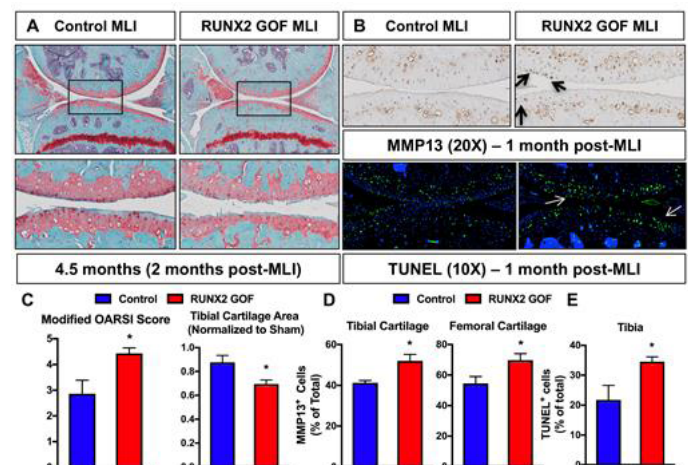 A Control MLI RUNX2 GOF MLI B Control MLI RUNX2 GOF MLI
MMP13 (20X) – 1 month post-MLI
4.5 months (2 months post-MLI) TUNEL (10X) – 1 month post-MLI
C Control RUNX2 GOF D Control RUNX2 GOF E
Modified OARSI Score
Tibial Cartilage Area
(Normalized to Sham)
Tibial Cartilage Femoral Cartilage Tibia
5
4
3
2
1
*
1.0
0.8
0.6
0.4
0.2
0.0
*
MMP13⁺ Cells
(% of Total)
60
40
20
*
80
60
40
20
*
TUNEL⁺ cells
(% of total)
40
30
20
10
0
*